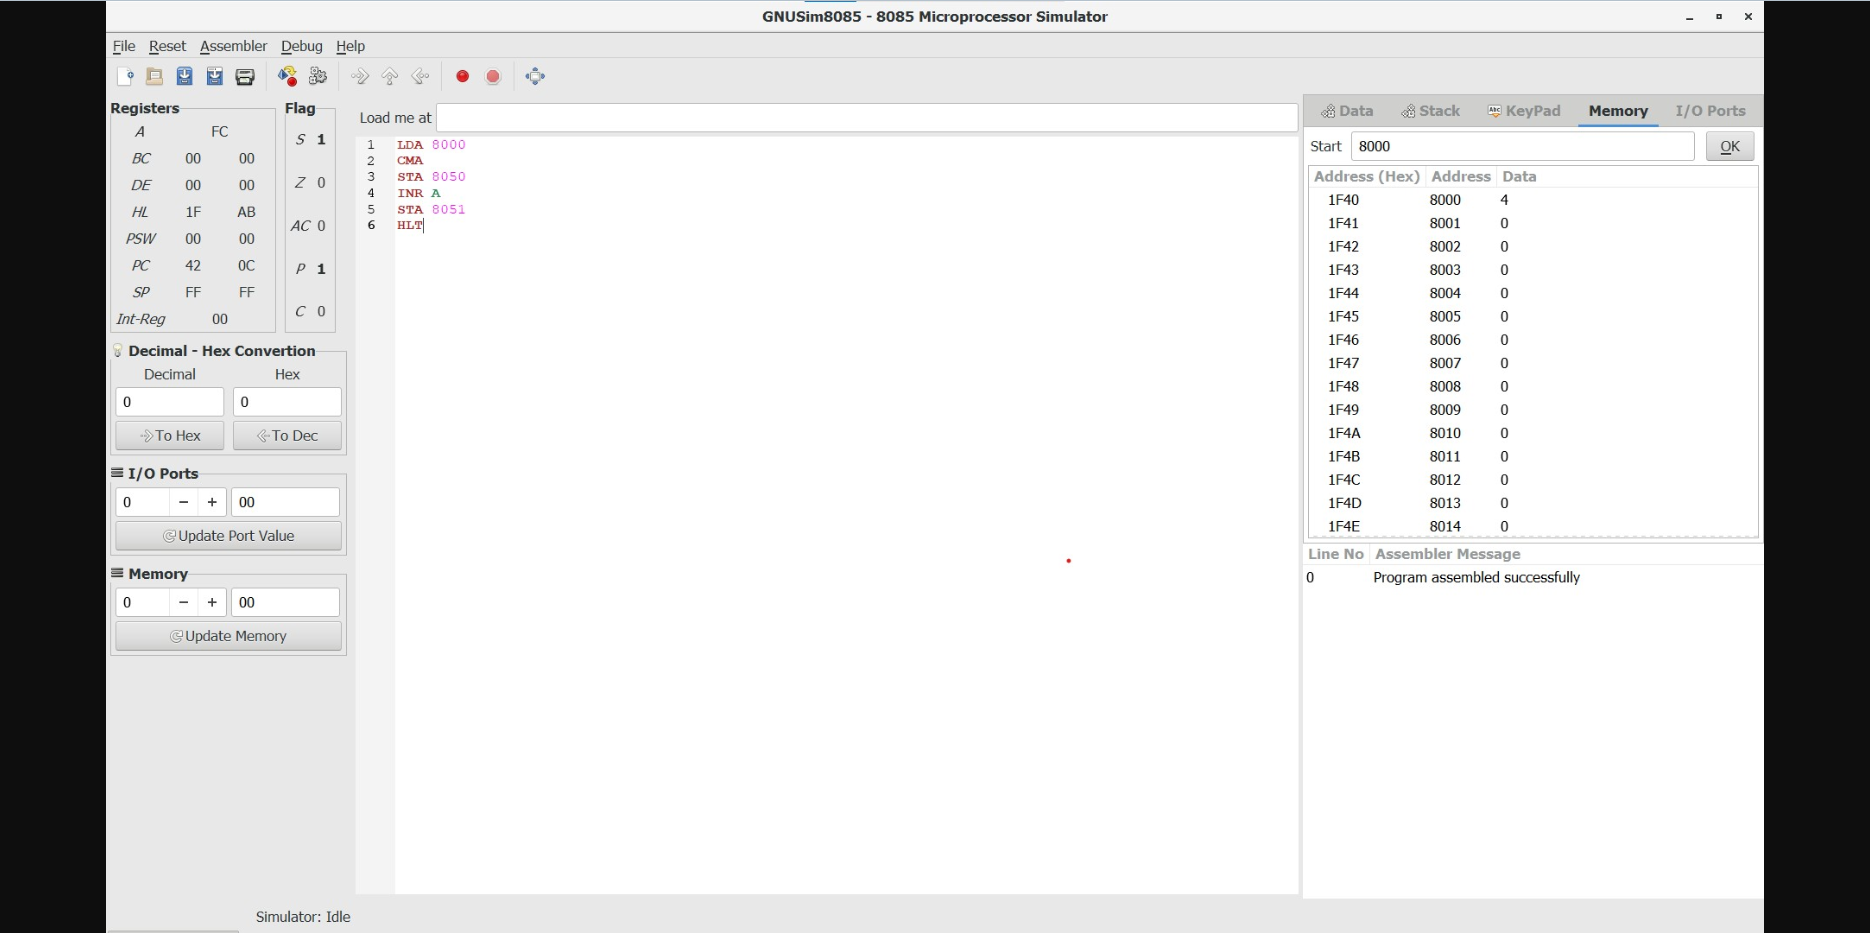 GNUSim8085 - 8085 Microprocessor Simulator
File Reset Assembler Debug Help
Registers
A FC
BC 00 00
DE 00 00
HL 1F AB
PSW 00 00
PC 42 0C
SP FF FF
Int-Reg 00
Flag
S 1
Z 0
AC 0
P 1
C 0
Decimal - Hex Convertion
Decimal Hex
0 0
To Hex To Dec
I/O Ports
0 − + 00
Update Port Value
Memory
0 − + 00
Update Memory
Load me at
1 LDA 8000
2 CMA
3 STA 8050
4 INR A
5 STA 8051
6 HLT
Data Stack Abc KeyPad Memory I/O Ports
Start 8000 OK
Address (Hex) Address Data
1F40 8000 4
1F41 8001 0
1F42 8002 0
1F43 8003 0
1F44 8004 0
1F45 8005 0
1F46 8006 0
1F47 8007 0
1F48 8008 0
1F49 8009 0
1F4A 8010 0
1F4B 8011 0
1F4C 8012 0
1F4D 8013 0
1F4E 8014 0
Line No Assembler Message
0 Program assembled successfully
Simulator: Idle